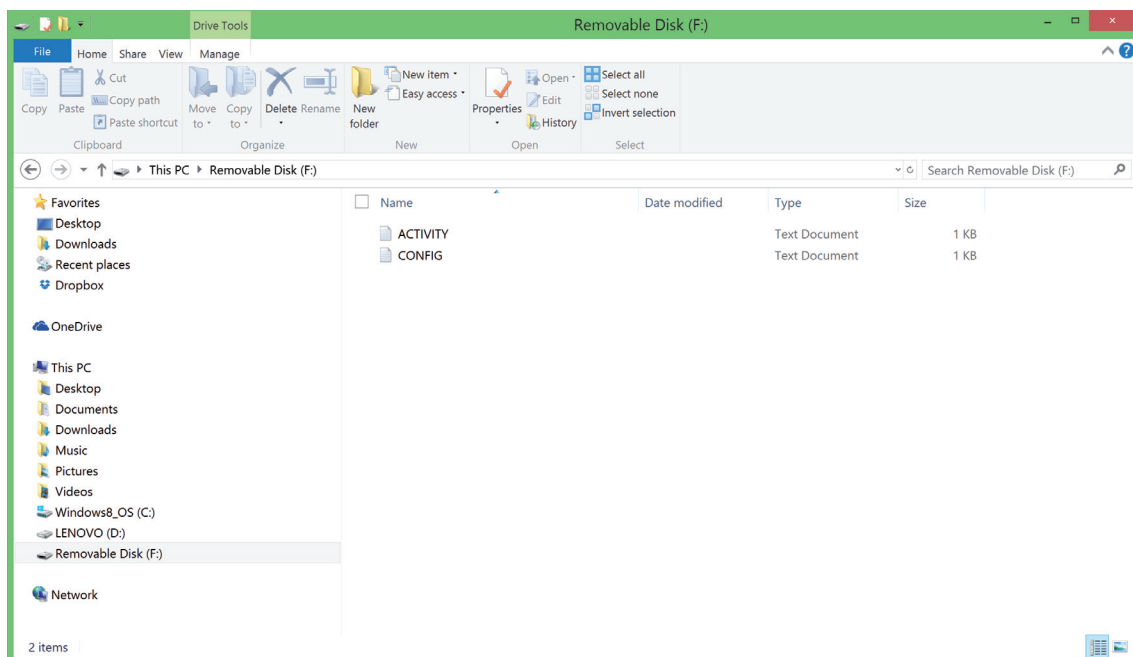 Drive Tools
Removable Disk (F:)
File
Home
Share
View
Manage
Copy
Paste
Cut
Copy path
Paste shortcut
Clipboard
Move to
Copy to
Delete
Rename
Organize
New folder
New item
Easy access
New
Properties
Open
Edit
History
Open
Select all
Select none
Invert selection
Select
This PC
Removable Disk (F:)
Search Removable Disk (F:)
Favorites
Desktop
Downloads
Recent places
Dropbox
OneDrive
This PC
Desktop
Documents
Downloads
Music
Pictures
Videos
Windows8_OS (C:)
LENOVO (D:)
Removable Disk (F:)
Network
Name Date modified Type Size
ACTIVITY Text Document 1 KB
CONFIG Text Document 1 KB
2 items